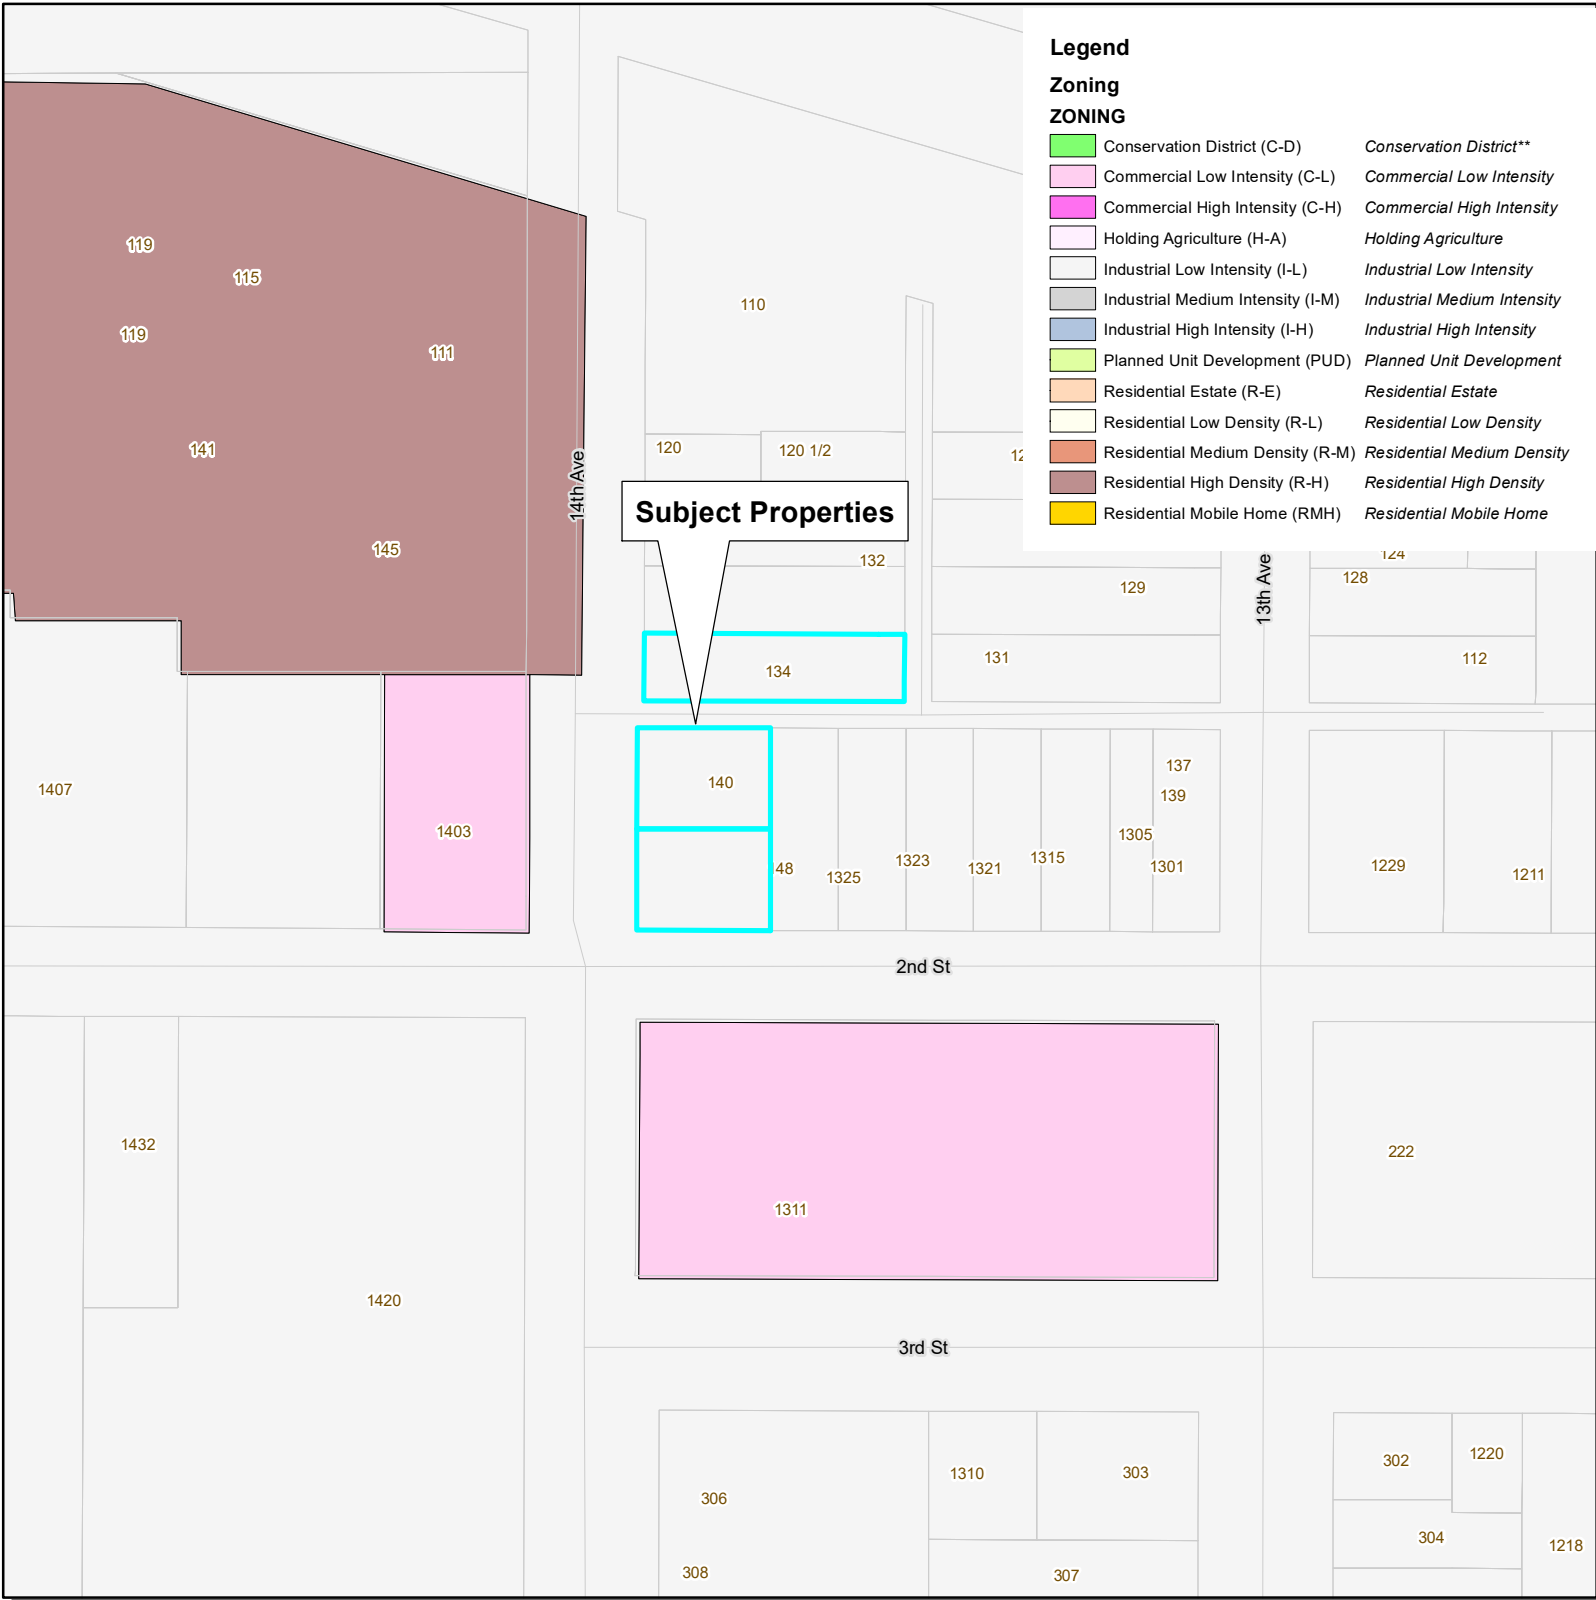 Legend
Zoning
ZONING
Conservation District (C-D) Conservation District**
Commercial Low Intensity (C-L) Commercial Low Intensity
Commercial High Intensity (C-H) Commercial High Intensity
Holding Agriculture (H-A) Holding Agriculture
Industrial Low Intensity (I-L) Industrial Low Intensity
Industrial Medium Intensity (I-M) Industrial Medium Intensity
Industrial High Intensity (I-H) Industrial High Intensity
Planned Unit Development (PUD) Planned Unit Development
Residential Estate (R-E) Residential Estate
Residential Low Density (R-L) Residential Low Density
Residential Medium Density (R-M) Residential Medium Density
Residential High Density (R-H) Residential High Density
Residential Mobile Home (RMH) Residential Mobile Home
119
115
119
111
141
145
110
120
120 1/2
12
14th Ave
Subject Properties
132
129
13th Ave
124
128
134
131
112
1407
1403
140
48
1325
1323
1321
1315
1305
137
139
1301
1229
1211
2nd St
1432
1420
1311
222
3rd St
306
308
1310
303
307
302
1220
304
1218